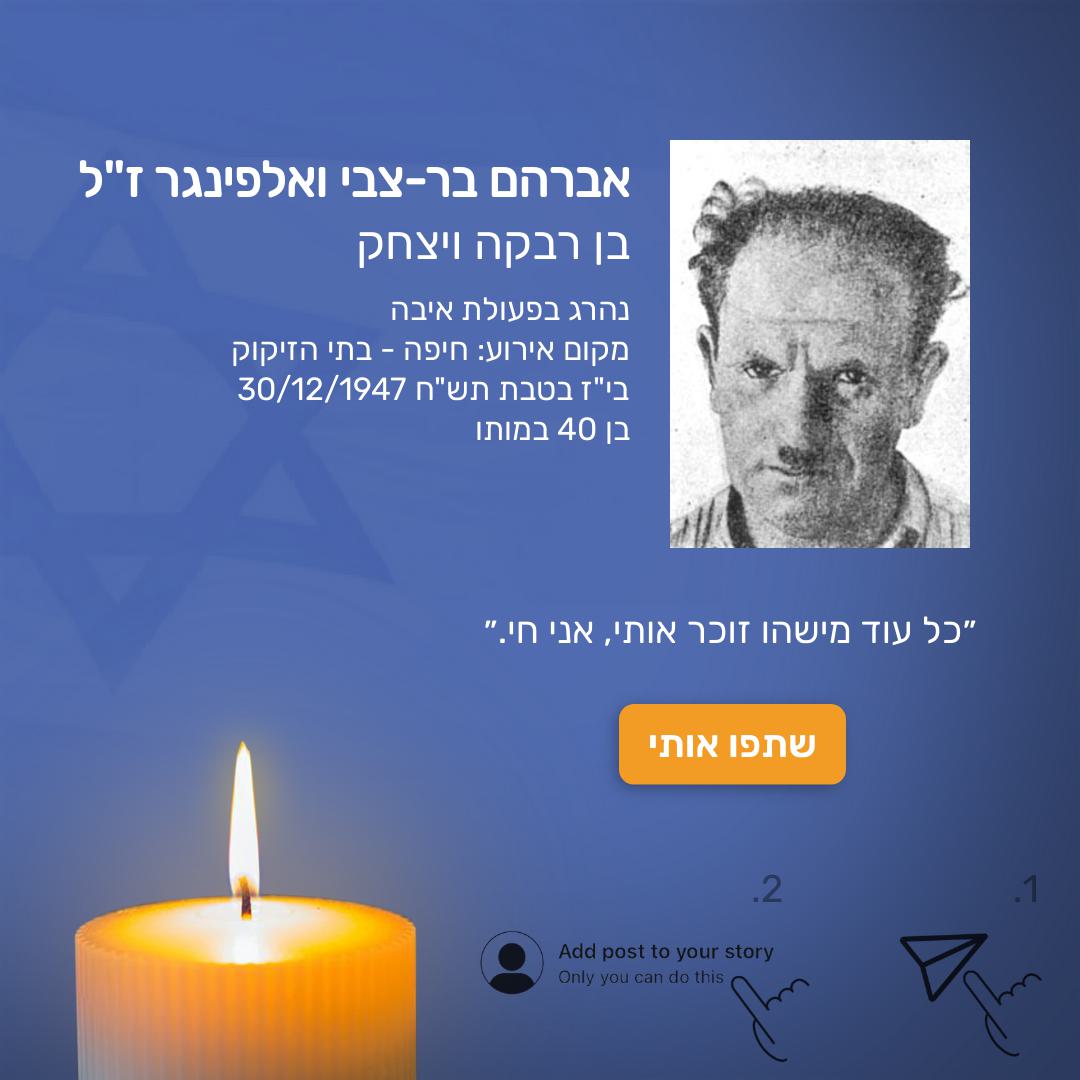 אברהם בר-צבי ואלפינגר ז"ל
בן רבקה ויצחק
נהרג בפעולת איבה
מקום אירוע: חיפה - בתי הזיקוק
בי"ז בטבת תש"ח 30/12/1947
בן 40 במותו
״כל עוד מישהו זוכר אותי, אני חי.״
שתפו אותי
.1
.2
Add post to your story
Only you can do this